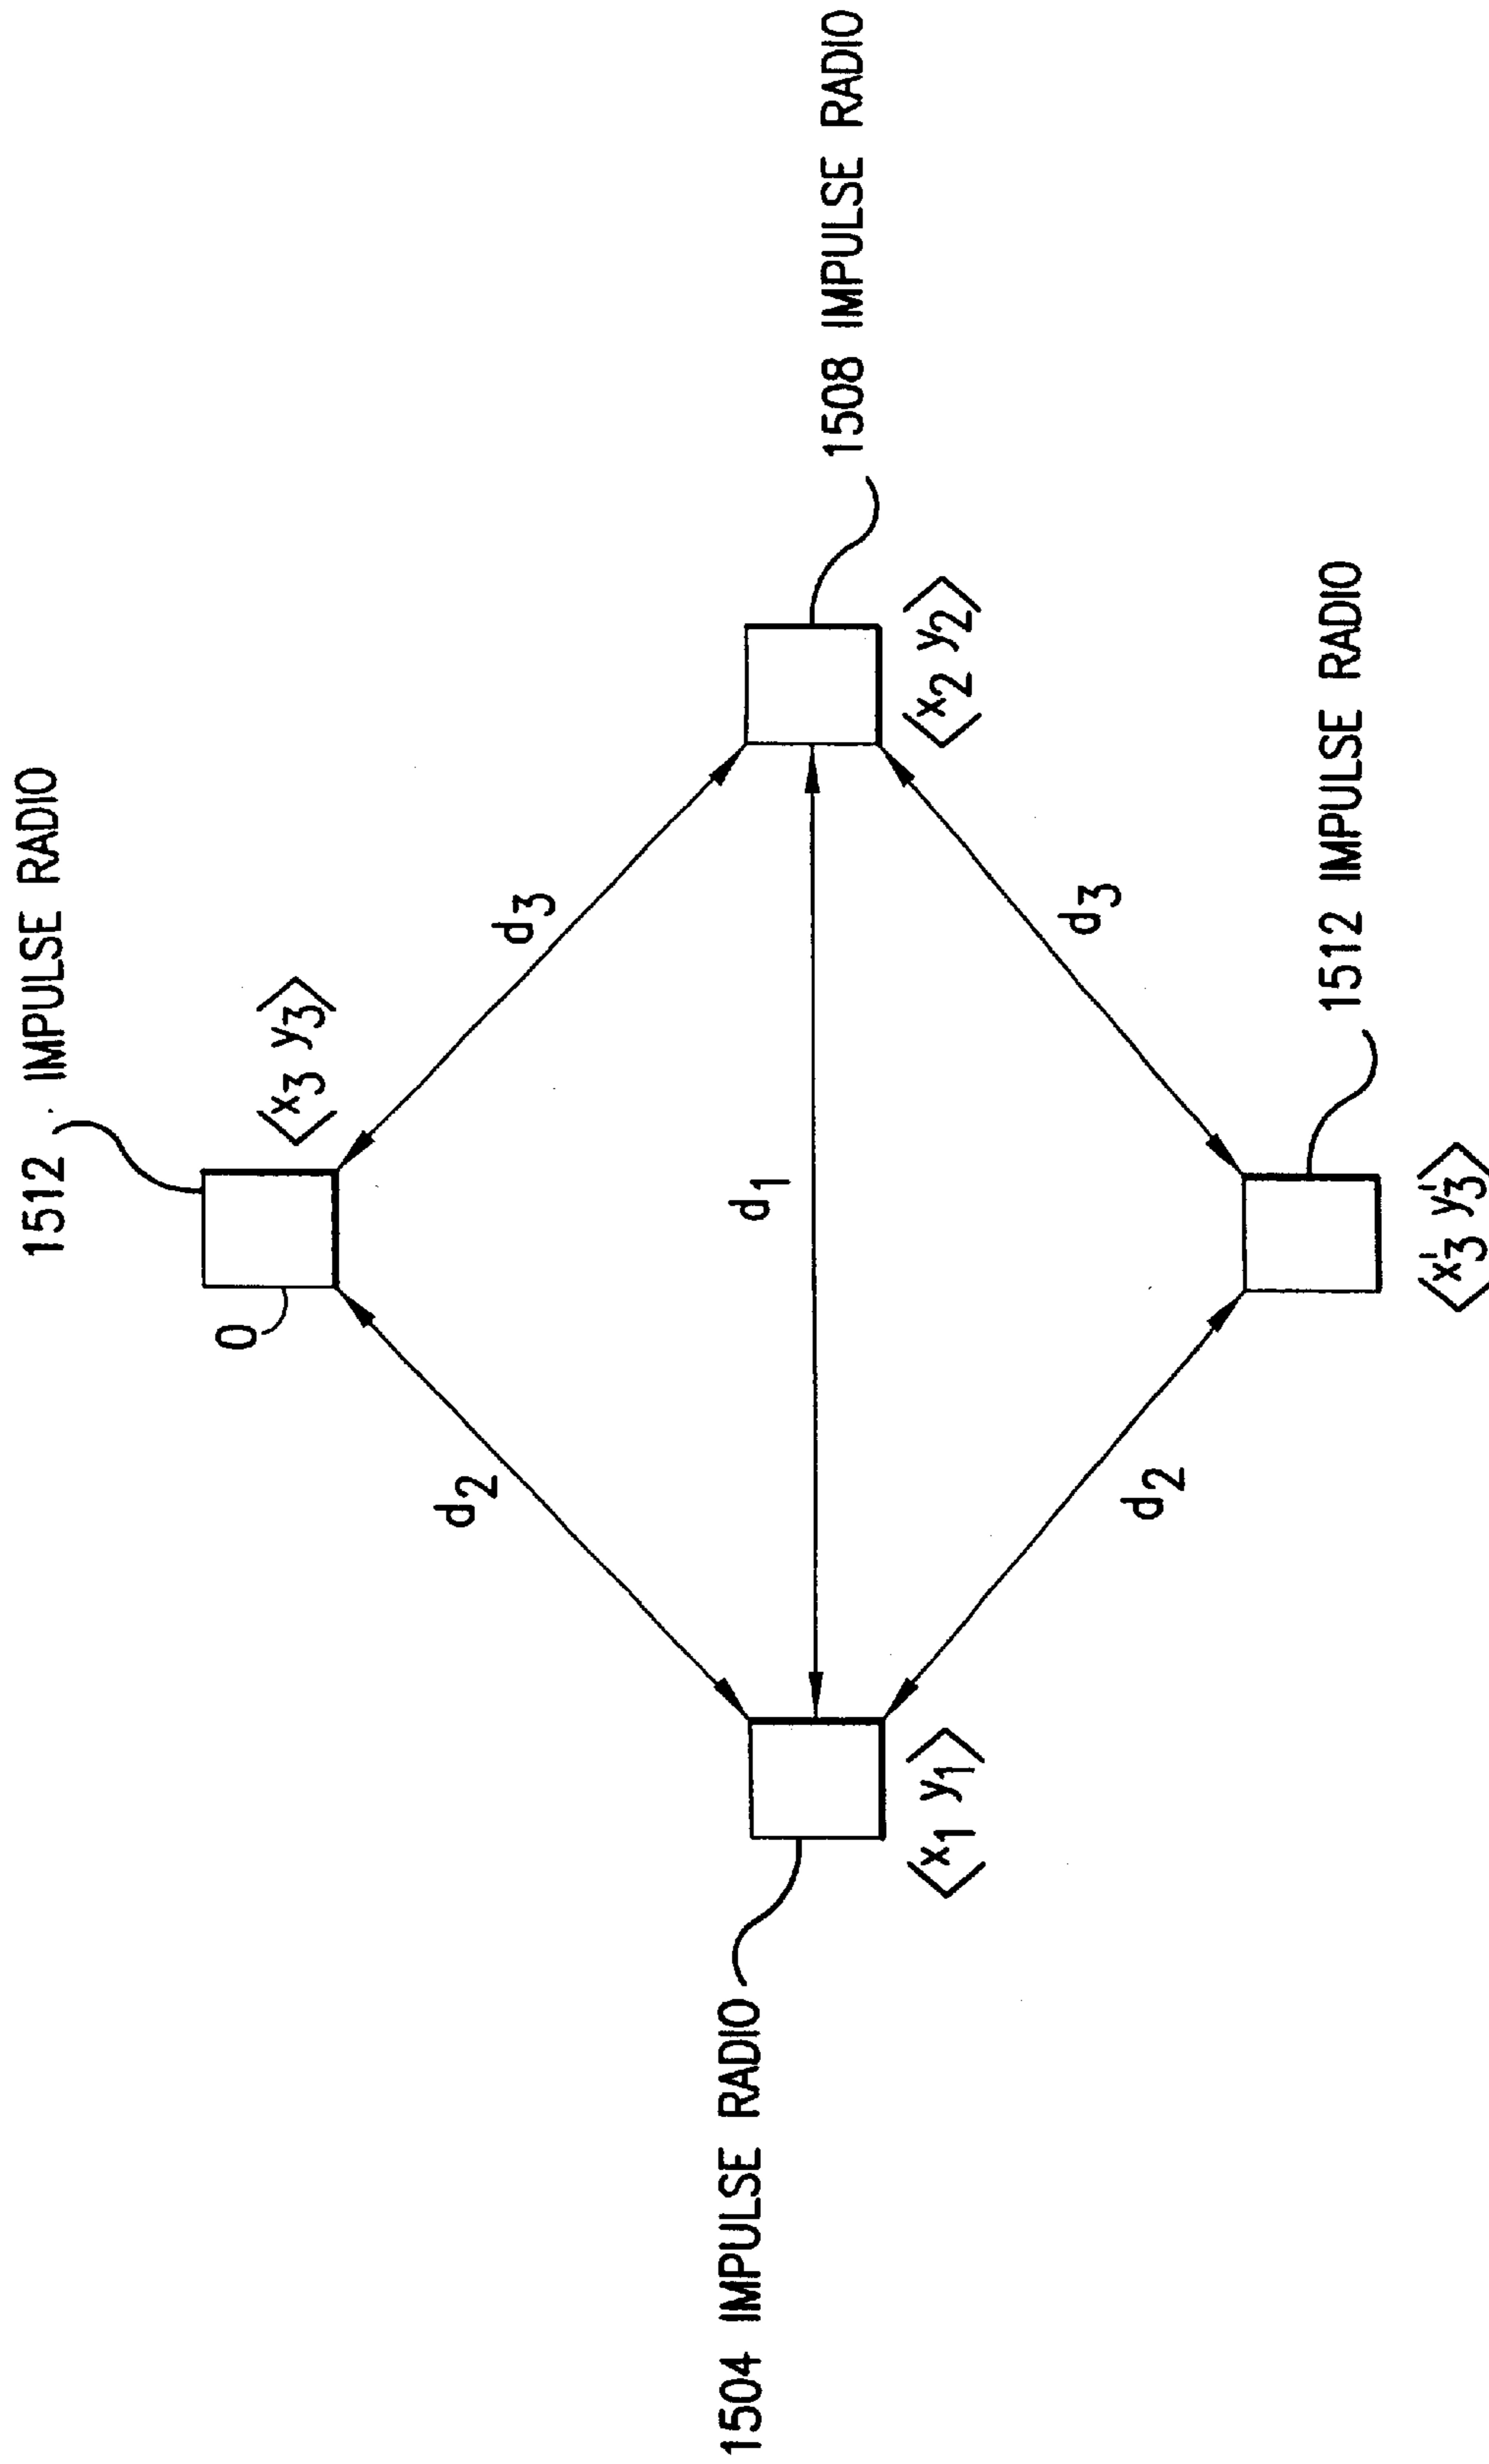 1512 IMPULSE RADIO
O
<x3 y3>
d2
d3
1504 IMPULSE RADIO
<x1 y1>
d1
1508 IMPULSE RADIO
<x2 y2>
d2
d3
1512 IMPULSE RADIO
<x'3 y'3>